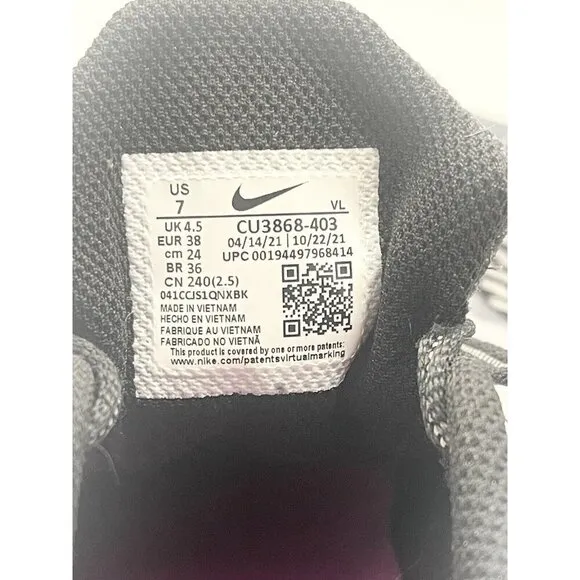 US
7
VL
UK 4.5
EUR 38
cm 24
BR 36
CN 240(2.5)
CU3868-403
04/14/21 | 10/22/21
UPC 00194497968414
041CCJS1QNXBK
MADE IN VIETNAM
HECHO EN VIETNAM
FABRIQUE AU VIETNAM
FABRICADO NO VIETNÃ
This product is covered by one or more patents:
www.nike.com/patentsvirtualmarking